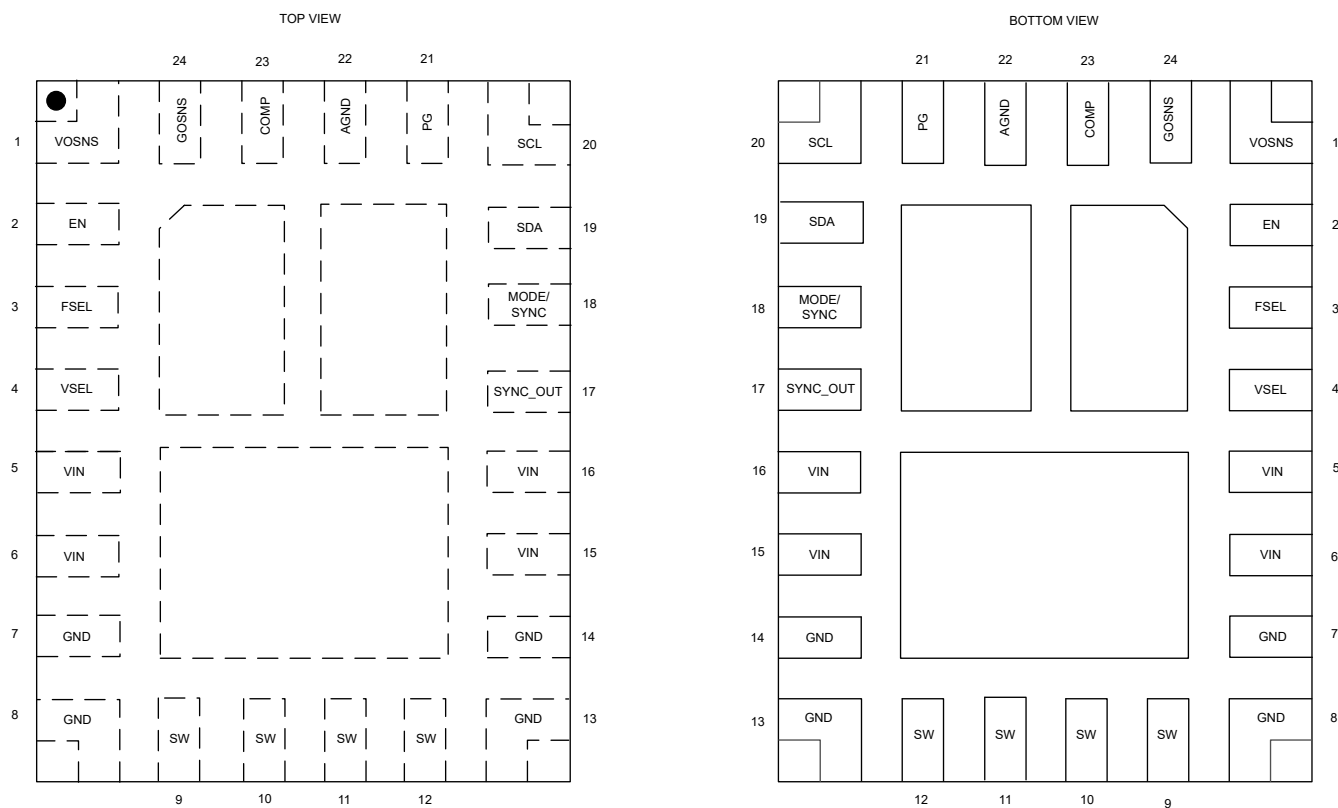 TOP VIEW
24 23 22 21
GOSNS COMP AGND PG
1 VOSNS SCL 20
2 EN SDA 19
3 FSEL MODE/
SYNC 18
4 VSEL SYNC_OUT 17
5 VIN VIN 16
6 VIN VIN 15
7 GND GND 14
8 GND GND 13
SW SW SW SW
9 10 11 12
BOTTOM VIEW
21 22 23 24
PG AGND COMP GOSNS
20 SCL VOSNS 1
19 SDA EN 2
18 MODE/
SYNC FSEL 3
17 SYNC_OUT VSEL 4
16 VIN VIN 5
15 VIN VIN 6
14 GND GND 7
13 GND GND 8
SW SW SW SW
12 11 10 9